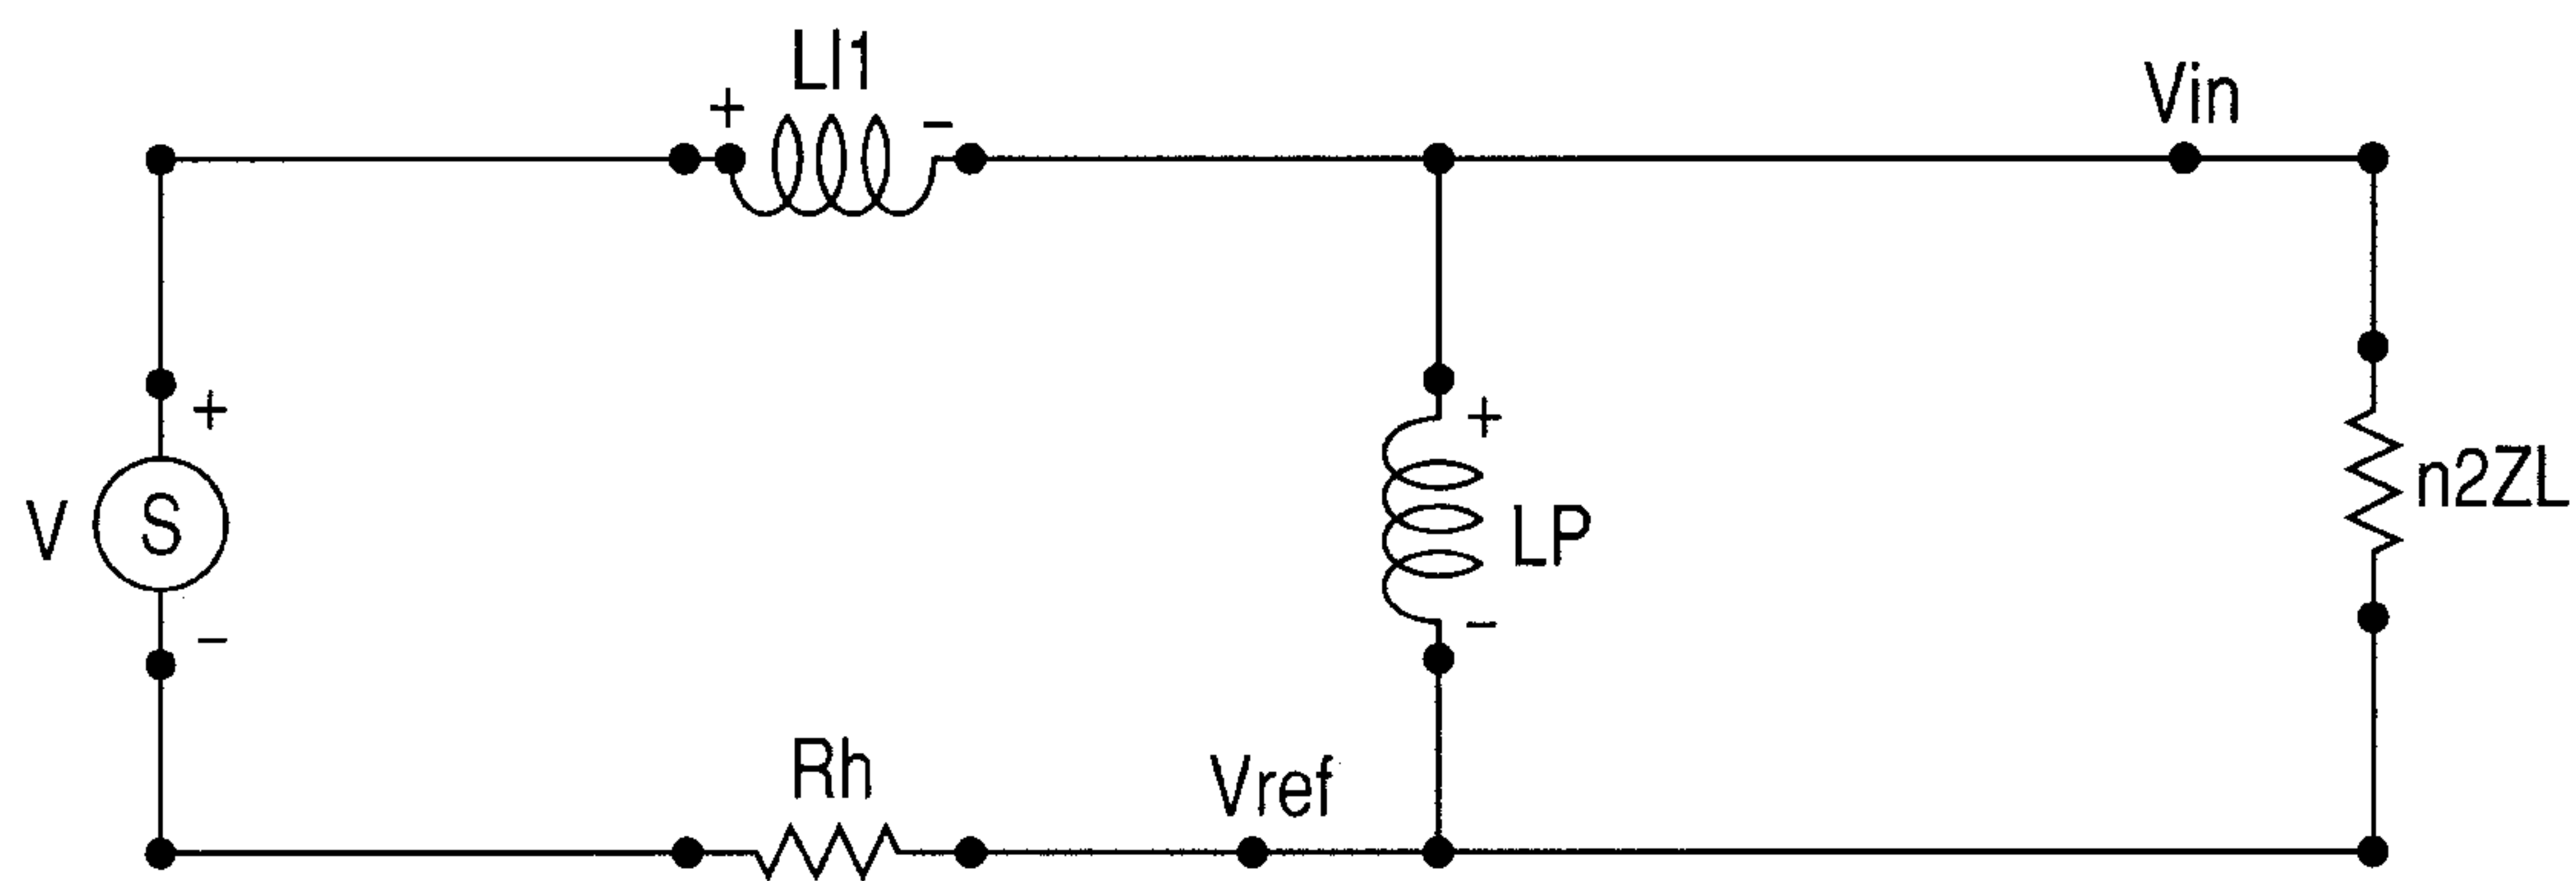 Ll1
+
-
Vin
+
V
S
-
+
LP
-
n2ZL
Rh
Vref